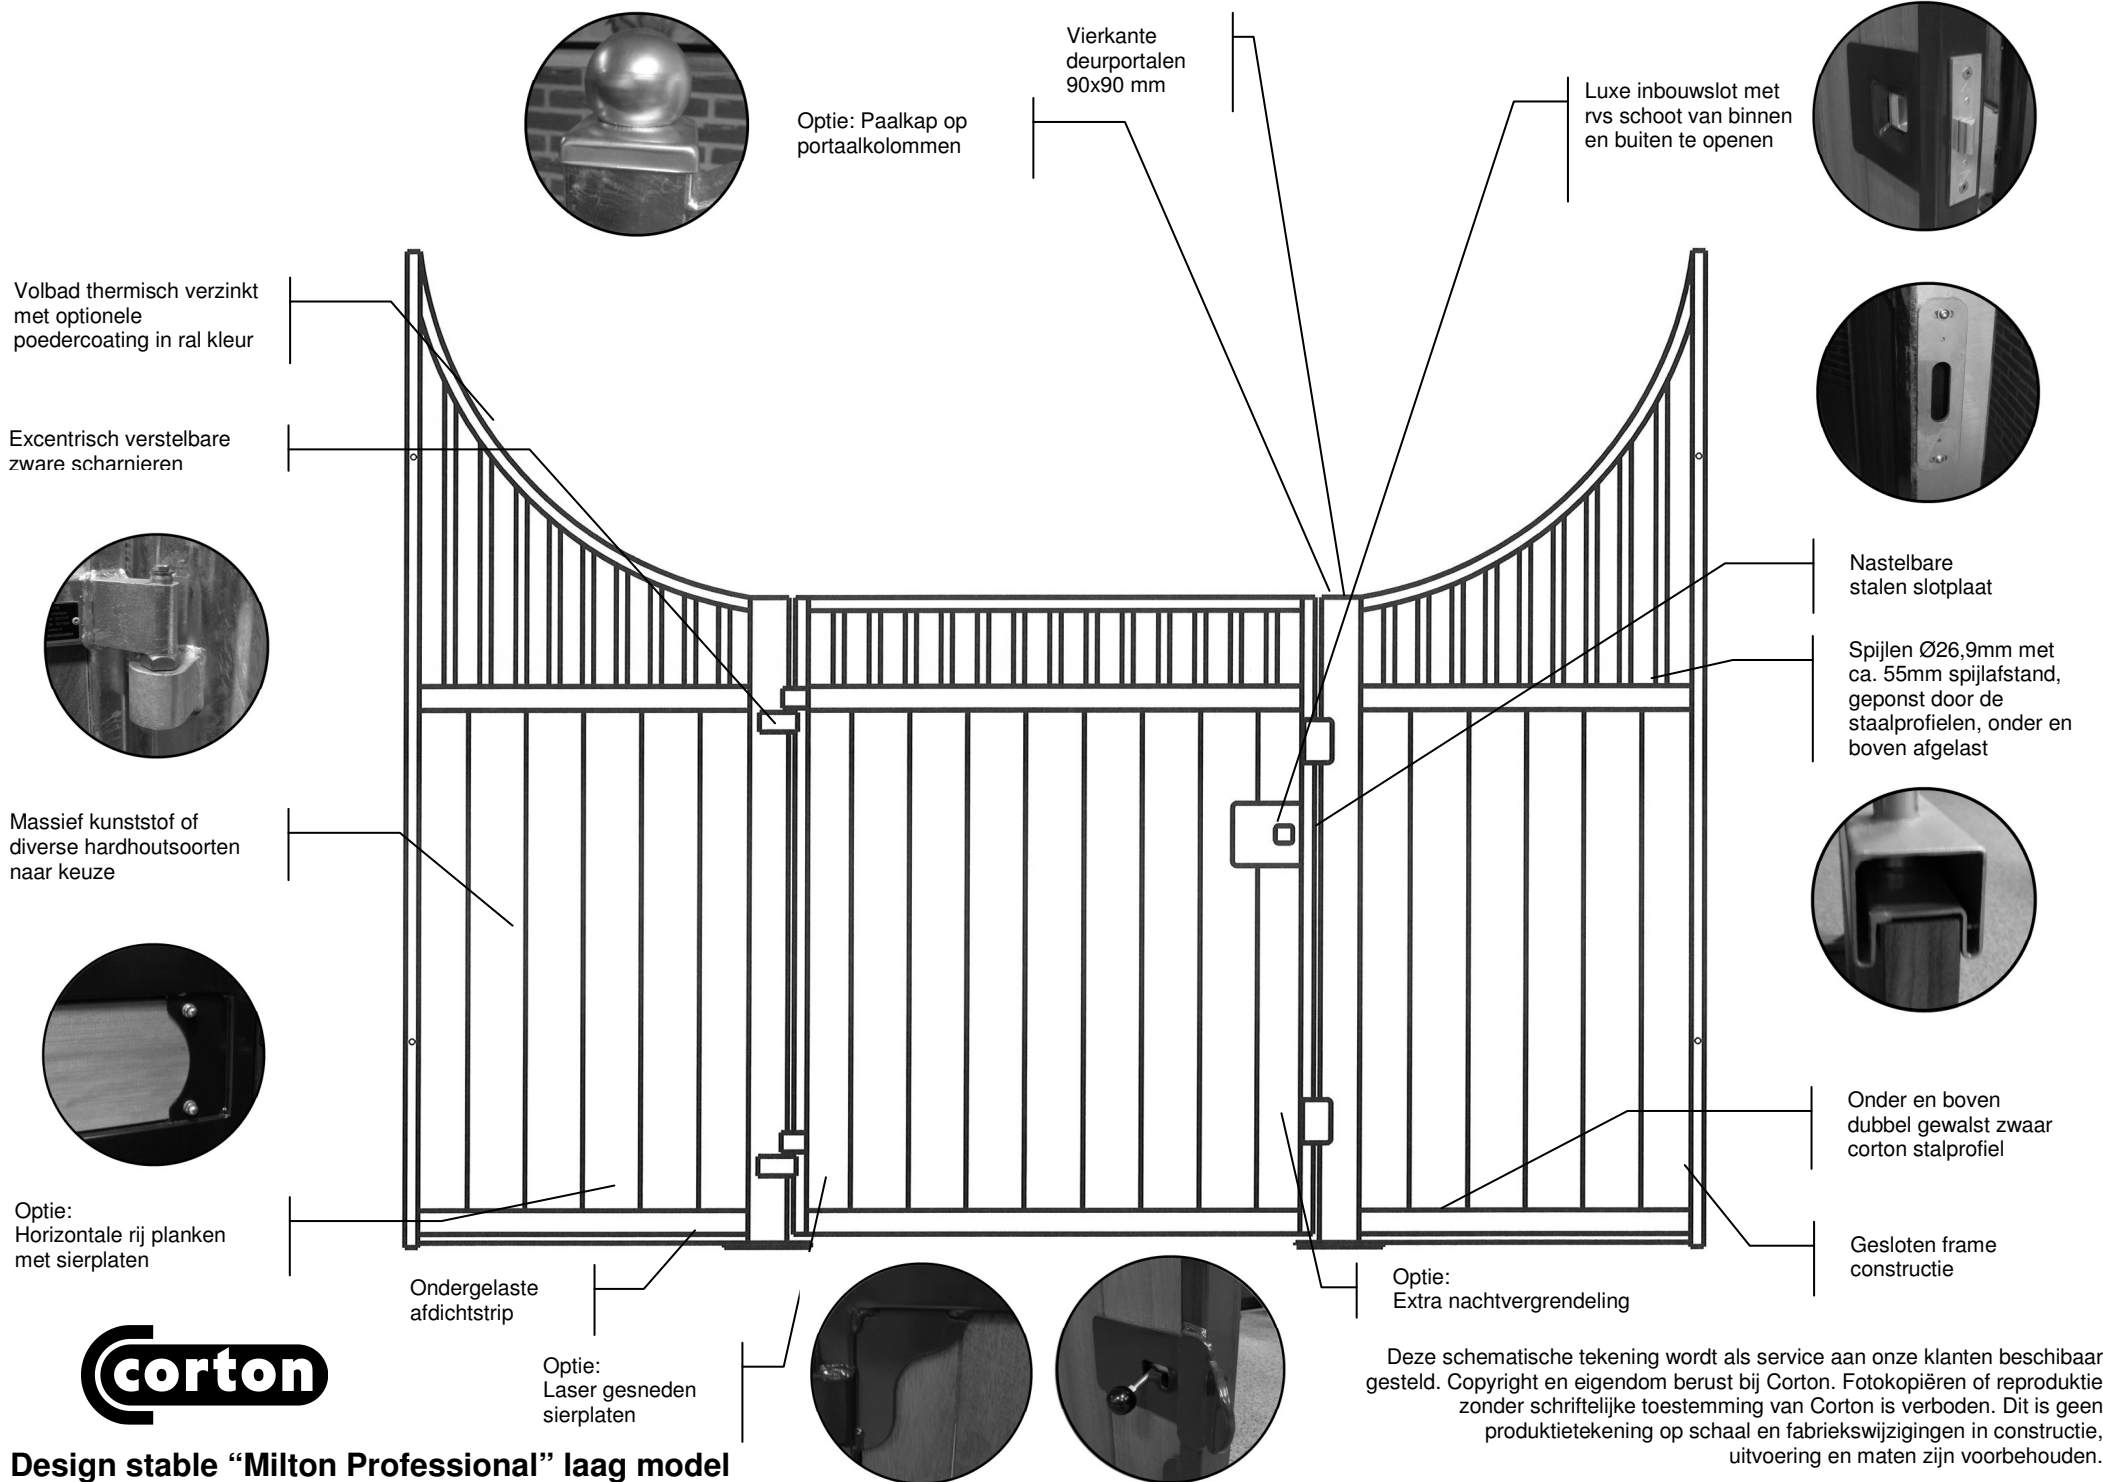 Vierkante
deurportalen
90x90 mm
Optie: Paalkap op
portaalkolommen
Luxe inbouwslot met
rvs schoot van binnen
en buiten te openen
Volbad thermisch verzinkt
met optionele
poedercoating in ral kleur
Excentrisch verstelbare
zware scharnieren
Nastelbare
stalen slotplaat
Spijlen Ø26,9mm met
ca. 55mm spijlafstand,
geponst door de
staalprofielen, onder en
boven afgelast
Massief kunststof of
diverse hardhoutsoorten
naar keuze
Onder en boven
dubbel gewalst zwaar
corton stalprofiel
Optie:
Horizontale rij planken
met sierplaten
Gesloten frame
constructie
Ondergelaste
afdichtstrip
Optie:
Extra nachtvergrendeling
Optie:
Laser gesneden
sierplaten
corton
Deze schematische tekening wordt als service aan onze klanten beschibaar
gesteld. Copyright en eigendom berust bij Corton. Fotokopiëren of reproduktie
zonder schriftelijke toestemming van Corton is verboden. Dit is geen
produktietekening op schaal en fabriekswijzigingen in constructie,
uitvoering en maten zijn voorbehouden.
Design stable “Milton Professional” laag model